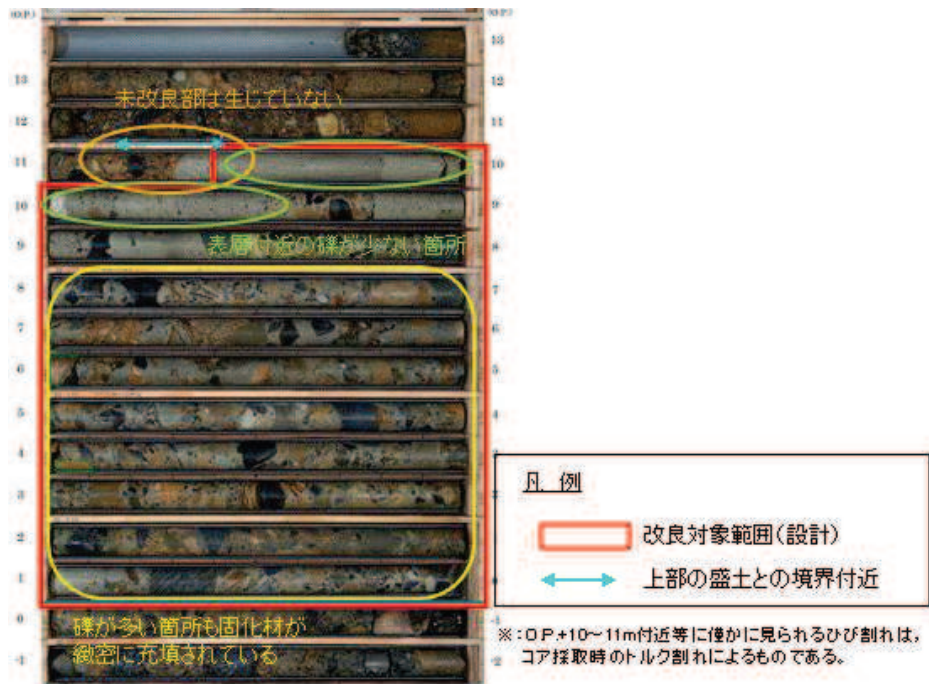 (O.P.)
(O.P.)
13
13
12
未改良部は生じていない
12
11
11
10
10
9
9
表層付近の礫が少ない箇所
8
8
7
7
6
6
5
5
4
4
3
2
1
0
礫が多い箇所も固化材が
緻密に充填されている
-1
-1
-2
凡 例
改良対象範囲(設計)
上部の盛土との境界付近
※:O.P.+10~11m付近等に僅かに見られるひび割れは,
コア採取時のトルク割れによるものである。